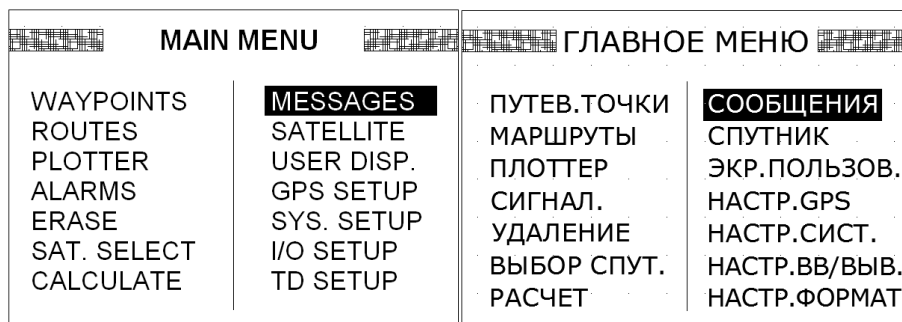 MAIN MENU
WAYPOINTS
ROUTES
PLOTTER
ALARMS
ERASE
SAT. SELECT
CALCULATE
MESSAGES
SATELLITE
USER DISP.
GPS SETUP
SYS. SETUP
I/O SETUP
TD SETUP
ГЛАВНОЕ МЕНЮ
ПУТЕВ.ТОЧКИ
МАРШРУТЫ
ПЛОТТЕР
СИГНАЛ.
УДАЛЕНИЕ
ВЫБОР СПУТ.
РАСЧЕТ
СООБЩЕНИЯ
СПУТНИК
ЭКР.ПОЛЬЗОВ.
НАСТР.GPS
НАСТР.СИСТ.
НАСТР.ВВ/ВЫВ.
НАСТР.ФОРМАТ